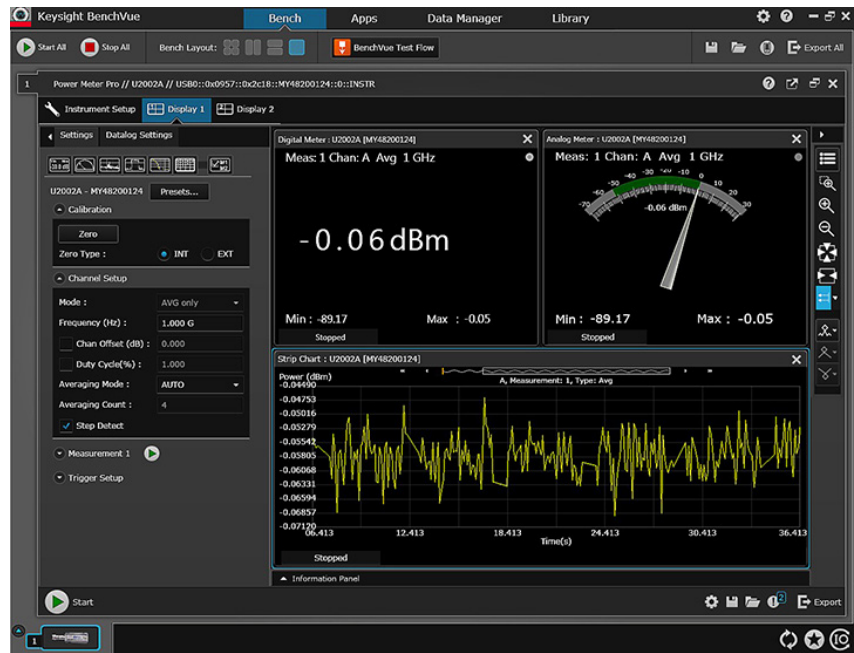 Keysight BenchVue
Bench Apps Data Manager Library
Start All Stop All Bench Layout: BenchVue Test Flow Export All
1 Power Meter Pro // U2002A // USB0::0x0957::0x2c18::MY48200124::0::INSTR
Instrument Setup Display 1 Display 2
Settings Datalog Settings
U2002A - MY48200124 Presets...
Calibration
Zero
Zero Type : INT EXT
Channel Setup
Mode : AVG only
Frequency (Hz) : 1.000 G
Chan Offset (dB) : 0.000
Duty Cycle(%) : 1.000
Averaging Mode : AUTO
Averaging Count : 4
Step Detect
Measurement 1
Trigger Setup
Digital Meter : U2002A [MY48200124]
Meas: 1 Chan: A Avg 1 GHz
-0.06dBm
Min : -89.17 Max : -0.05
Stopped
Analog Meter : U2002A [MY48200124]
Meas: 1 Chan: A Avg 1 GHz
-70 -60 -50 -40 -30 -10 0 10 20 30
-0.06 dBm
Min : -89.17 Max : -0.05
Stopped
Strip Chart : U2002A [MY48200124]
Power (dBm)
A, Measurement: 1, Type: Avg
-0.04490
-0.04753
-0.05016
-0.05279
-0.05542
-0.05805
-0.06068
-0.06331
-0.06594
-0.06857
-0.07120
06.413 12.413 18.413 24.413 30.413 36.413
Time(s)
Stopped
Information Panel
Start 2 Export
1 IO